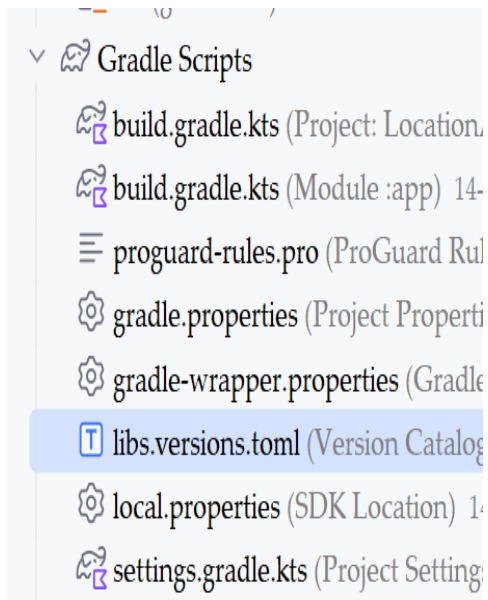 Gradle Scripts
build.gradle.kts (Project: Location
build.gradle.kts (Module :app) 14-
proguard-rules.pro (ProGuard Rul
gradle.properties (Project Properti
gradle-wrapper.properties (Gradle
libs.versions.toml (Version Catalog
local.properties (SDK Location) 14
settings.gradle.kts (Project Settings